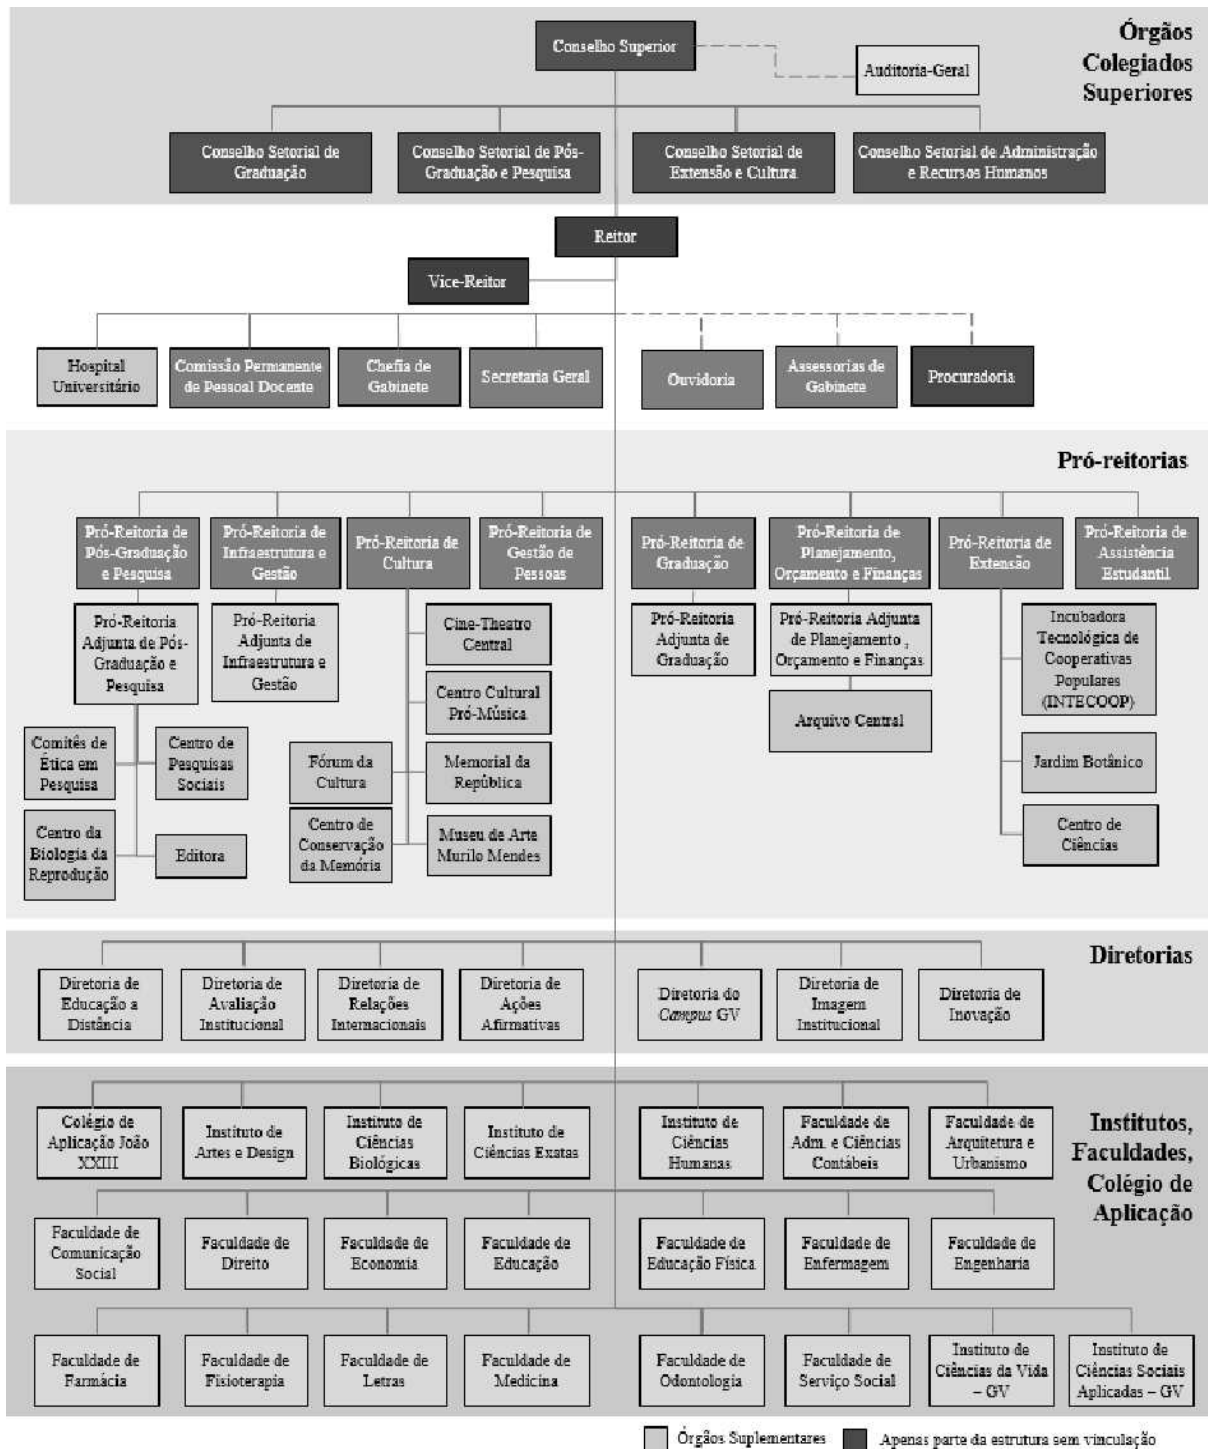 Órgãos
Colegiados
Superiores
Conselho Superior
Auditoria-Geral
Conselho Setorial de
Graduação
Conselho Setorial de Pós-
Graduação e Pesquisa
Conselho Setorial de
Extensão e Cultura
Conselho Setorial de Administração
e Recursos Humanos
Reitor
Vice-Reitor
Hospital
Universitário
Comissão Permanente
de Pessoal Docente
Chefia de
Gabinete
Secretaria Geral
Ouvidoria
Assessorias de
Gabinete
Procuradoria
Pró-reitorias
Pró-Reitoria de
Pós-Graduação
e Pesquisa
Pró-Reitoria de
Infraestrutura e
Gestão
Pró-Reitoria de
Cultura
Pró-Reitoria de
Gestão de
Pessoas
Pró-Reitoria de
Graduação
Pró-Reitoria de
Planejamento,
Orçamento e Finanças
Pró-Reitoria de
Extensão
Pró-Reitoria de
Assistência
Estudantil
Pró-Reitoria
Adjunta de Pós-
Graduação e
Pesquisa
Pró-Reitoria
Adjunta de
Infraestrutura e
Gestão
Cine-Theatro
Central
Pró-Reitoria
Adjunta de
Graduação
Pró-Reitoria Adjunta
de Planejamento ,
Orçamento e Finanças
Incubadora
Tecnológica de
Cooperativas
Populares
(INTECOOP)
Centro Cultural
Pró-Música
Arquivo Central
Comitês de
Ética em
Pesquisa
Centro de
Pesquisas
Sociais
Fórum da
Cultura
Memorial da
República
Jardim Botânico
Centro da
Biologia da
Reprodução
Editora
Centro de
Conservação
da Memória
Museu de Arte
Murilo Mendes
Centro de
Ciências
Diretorias
Diretoria de
Educação a
Distância
Diretoria de
Avaliação
Institucional
Diretoria de
Relações
Internacionais
Diretoria de
Ações
Afirmativas
Diretoria do
Campus GV
Diretoria de
Imagem
Institucional
Diretoria de
Inovação
Institutos,
Faculdades,
Colégio de
Aplicação
Colégio de
Aplicação João
XXIII
Instituto de
Artes e Design
Instituto de
Ciências
Biológicas
Instituto de
Ciências Exatas
Instituto de
Ciências
Humanas
Faculdade de
Adm. e Ciências
Contábeis
Faculdade de
Arquitetura e
Urbanismo
Faculdade de
Comunicação
Social
Faculdade de
Direito
Faculdade de
Economia
Faculdade de
Educação
Faculdade de
Educação Física
Faculdade de
Enfermagem
Faculdade de
Engenharia
Faculdade de
Farmácia
Faculdade de
Fisioterapia
Faculdade de
Letras
Faculdade de
Medicina
Faculdade de
Odontologia
Faculdade de
Serviço Social
Instituto de
Ciências da Vida
– GV
Instituto de
Ciências Sociais
Aplicadas – GV
Órgãos Suplementares
Apenas parte da estrutura sem vinculação